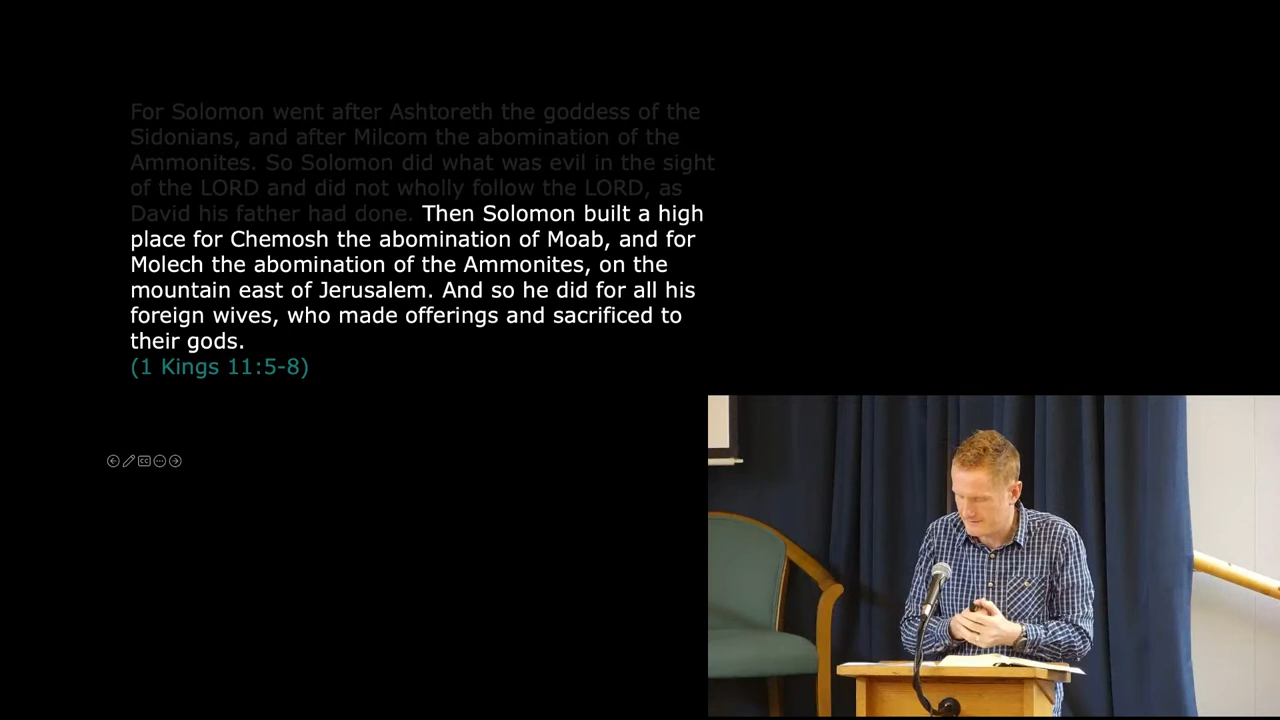 For Solomon went after Ashtoreth the goddess of the
Sidonians, and after Milcom the abomination of the
Ammonites. So Solomon did what was evil in the sight
of the LORD and did not wholly follow the LORD, as
David his father had done. Then Solomon built a high
place for Chemosh the abomination of Moab, and for
Molech the abomination of the Ammonites, on the
mountain east of Jerusalem. And so he did for all his
foreign wives, who made offerings and sacrificed to
their gods.
(1 Kings 11:5-8)